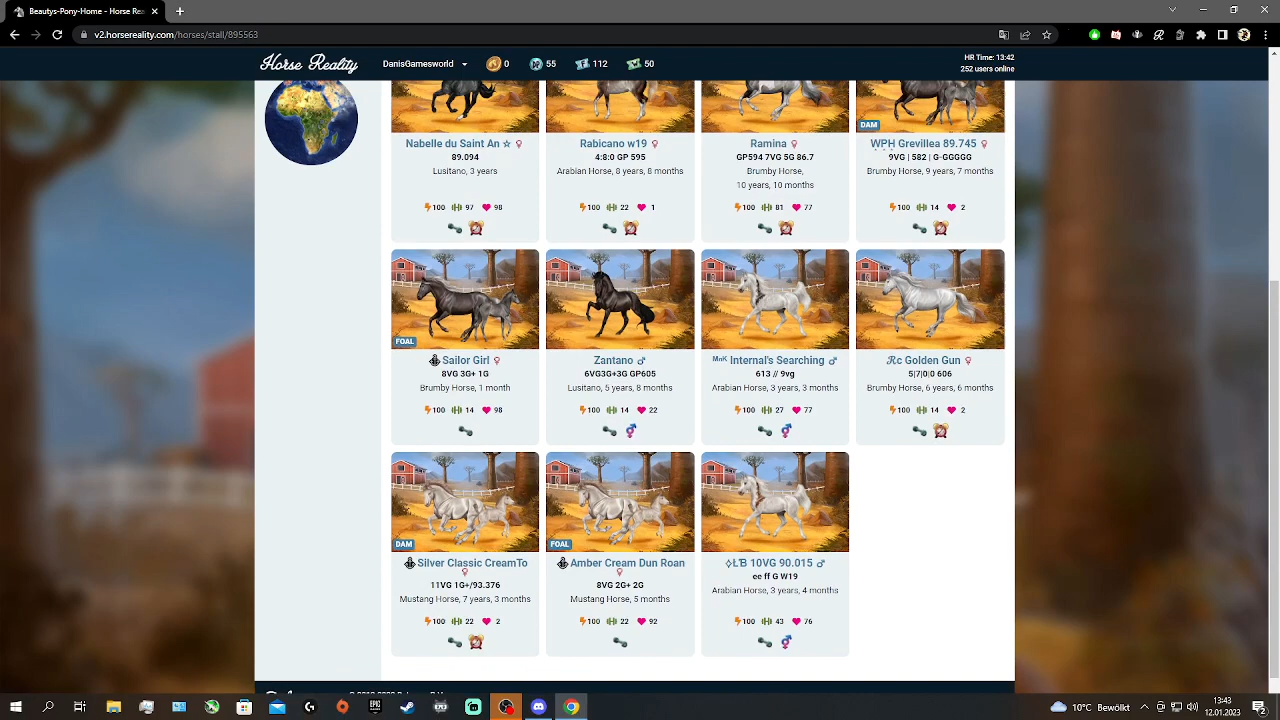 Beauty-Pony-Home - Horse Re
v2.horsereality.com/horses/stall/895563
Horse Reality
DanisGamesworld
0
55
112
50
HR Time: 13:42
252 users online
DAM
Nabelle du Saint An ☆ ♀
89.094
Lusitano, 3 years
100 97 98
Rabicano w19 ♀
4:8:0 GP 595
Arabian Horse, 8 years, 8 months
100 22 1
Ramina ♀
GP594 7VG 5G 86.7
Brumby Horse,
10 years, 10 months
100 81 77
WPH Grevillea 89.745 ♀
9VG | 582 | G-GGGGG
Brumby Horse, 9 years, 7 months
100 14 2
FOAL
Sailor Girl ♀
8VG 3G+ 1G
Brumby Horse, 1 month
100 14 98
Zantano ♂
6VG3G+3G GP605
Lusitano, 5 years, 8 months
100 14 22
ᴹⁿᴷ Internal's Searching ♂
613 // 9vg
Arabian Horse, 3 years, 3 months
100 27 77
ℛc Golden Gun ♀
5|7|0|0 606
Brumby Horse, 6 years, 6 months
100 14 2
DAM
Silver Classic CreamTo
♀
11VG 1G+/93.376
Mustang Horse, 7 years, 3 months
100 22 2
FOAL
Amber Cream Dun Roan
♀
8VG 2G+ 2G
Mustang Horse, 5 months
100 22 92
◊ŁƁ 10VG 90.015 ♂
ee ff G W19
Arabian Horse, 3 years, 4 months
100 43 76
10°C Bewölkt
13:43
12.01.2023